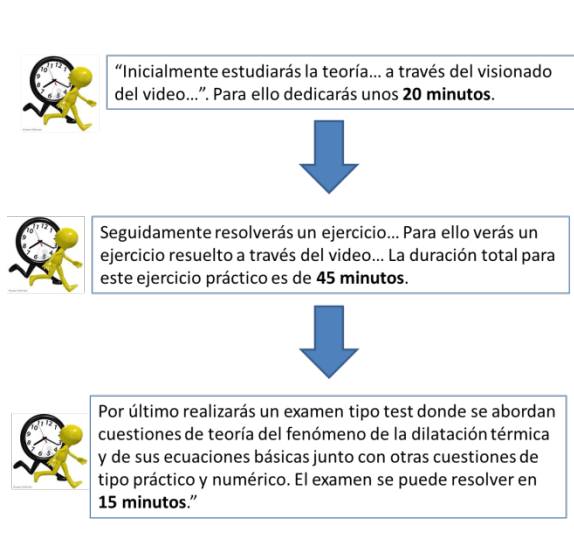 “Inicialmente estudiarás la teoría... a través del visionado
del video...”. Para ello dedicarás unos 20 minutos.
Seguidamente resolverás un ejercicio... Para ello verás un
ejercicio resuelto a través del video... La duración total para
este ejercicio práctico es de 45 minutos.
Por último realizarás un examen tipo test donde se abordan
cuestiones de teoría del fenómeno de la dilatación térmica
y de sus ecuaciones básicas junto con otras cuestiones de
tipo práctico y numérico. El examen se puede resolver en
15 minutos.”